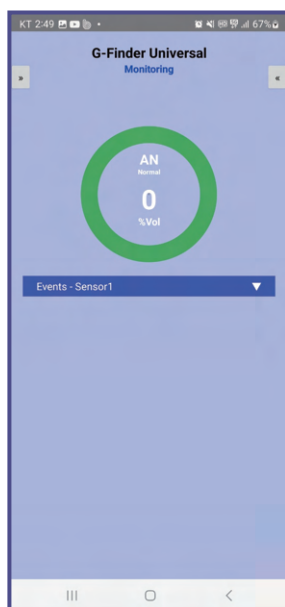 KT 2:49
67%
G-Finder Universal
Monitoring
»
«
AN
Normal
0
%Vol
Events - Sensor1